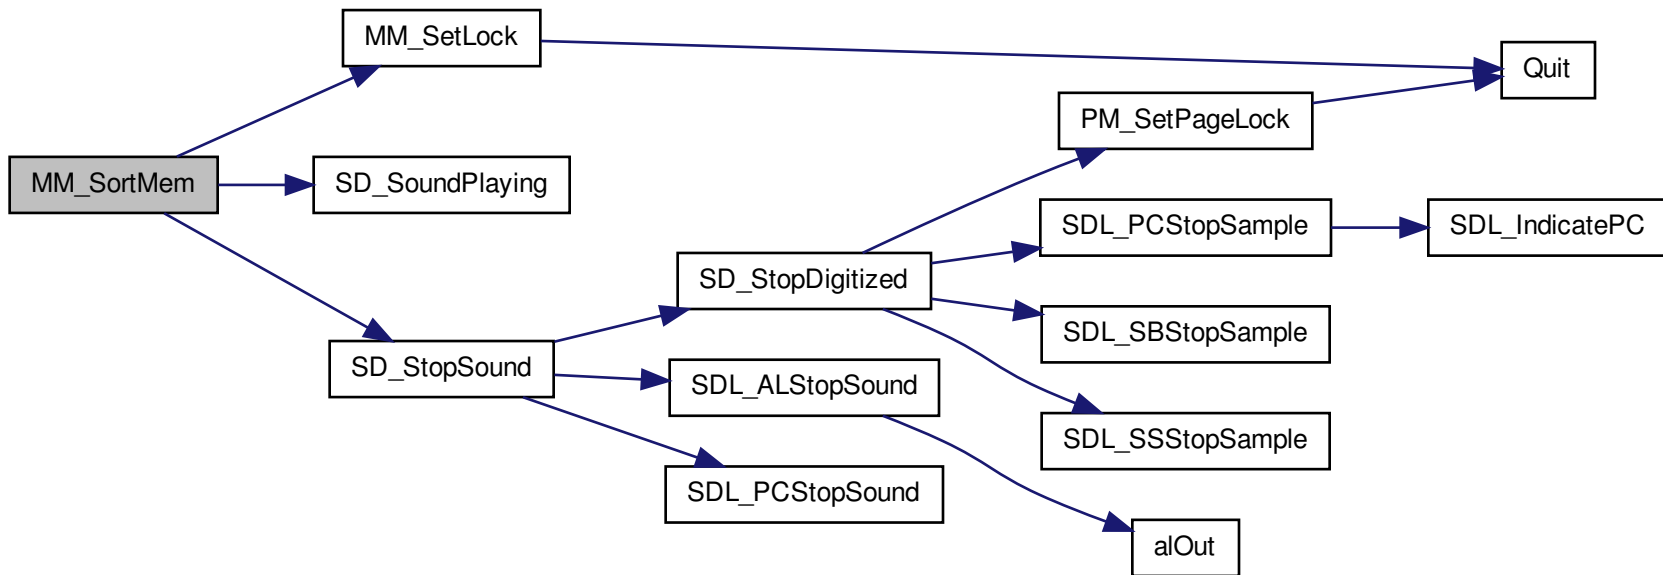 MM_SetLock
Quit
PM_SetPageLock
MM_SortMem
SD_SoundPlaying
SDL_PCStopSample
SDL_IndicatePC
SD_StopDigitized
SDL_SBStopSample
SD_StopSound
SDL_ALStopSound
SDL_SSStopSample
SDL_PCStopSound
alOut